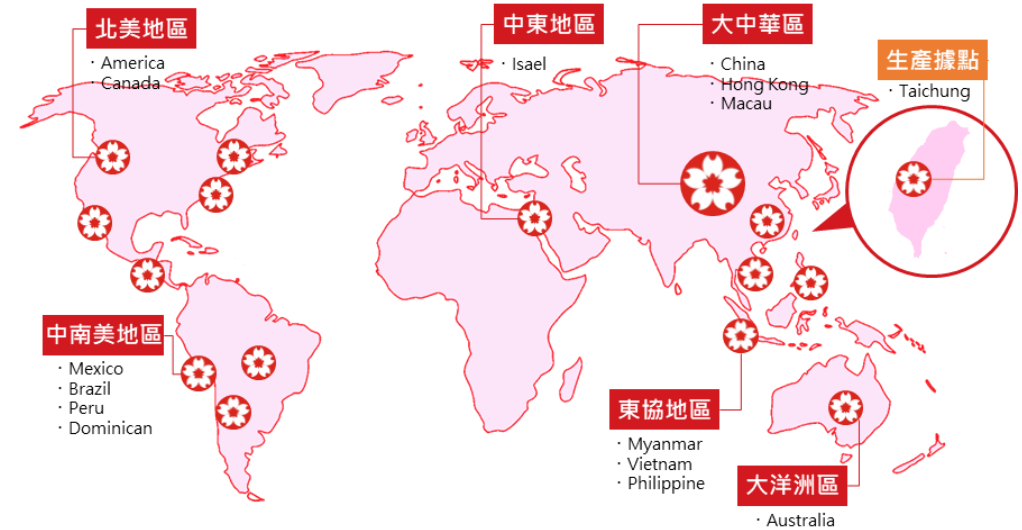 北美地區
· America
· Canada
中東地區
· Isael
大中華區
· China
· Hong Kong
· Macau
生產據點
· Taichung
中南美地區
· Mexico
· Brazil
· Peru
· Dominican
東協地區
· Myanmar
· Vietnam
· Philippine
大洋洲區
· Australia